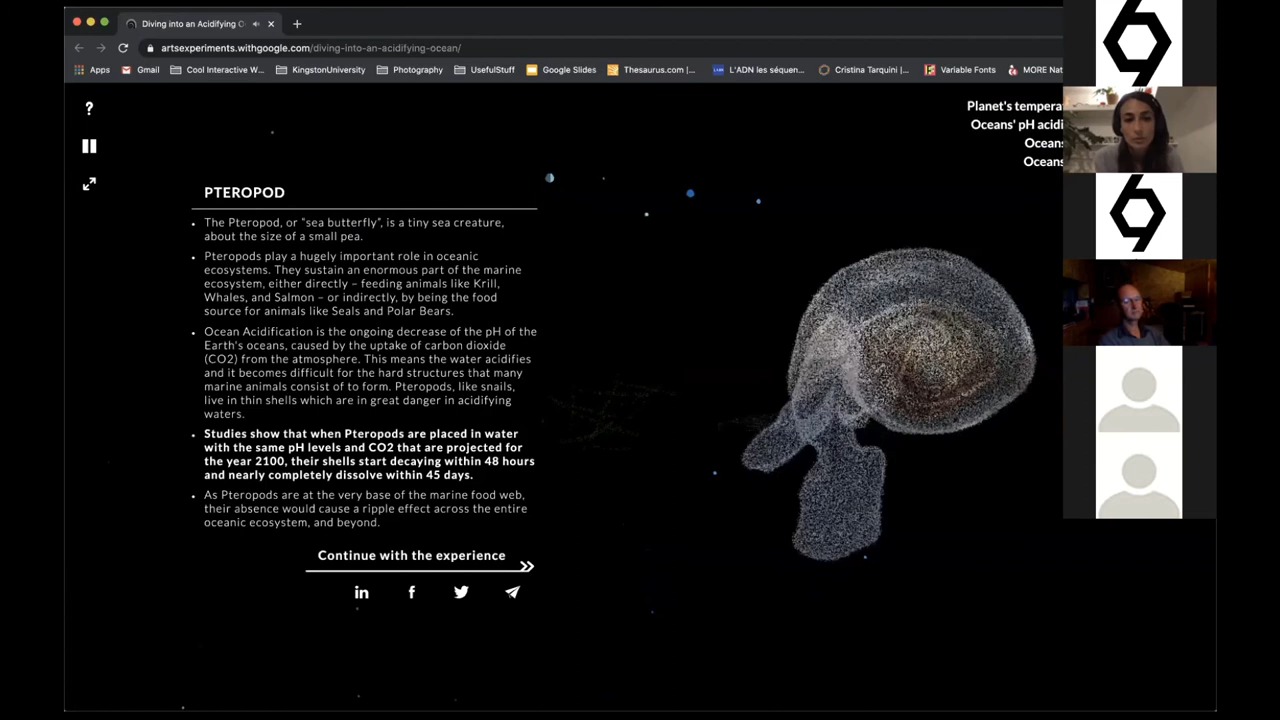 Diving into an Acidifying O
artsexperiments.withgoogle.com/diving-into-an-acidifying-ocean/
Apps Gmail Cool Interactive W... KingstonUniversity Photography UsefulStuff Google Slides Thesaurus.com |... L'ADN les séquen... Cristina Tarquini |... Variable Fonts MORE Nat
?
Planet's tempera
Oceans' pH acidi
Oceans
Oceans
PTEROPOD
The Pteropod, or "sea butterfly", is a tiny sea creature,
about the size of a small pea.
Pteropods play a hugely important role in oceanic
ecosystems. They sustain an enormous part of the marine
ecosystem, either directly – feeding animals like Krill,
Whales, and Salmon – or indirectly, by being the food
source for animals like Seals and Polar Bears.
Ocean Acidification is the ongoing decrease of the pH of the
Earth's oceans, caused by the uptake of carbon dioxide
(CO2) from the atmosphere. This means the water acidifies
and it becomes difficult for the hard structures that many
marine animals consist of to form. Pteropods, like snails,
live in thin shells which are in great danger in acidifying
waters.
Studies show that when Pteropods are placed in water
with the same pH levels and CO2 that are projected for
the year 2100, their shells start decaying within 48 hours
and nearly completely dissolve within 45 days.
As Pteropods are at the very base of the marine food web,
their absence would cause a ripple effect across the entire
oceanic ecosystem, and beyond.
Continue with the experience
in f